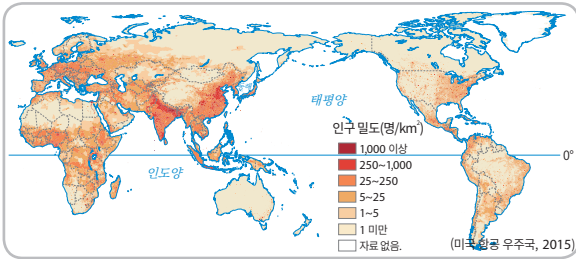 태평양
인구 밀도(명/km²)
1,000 이상
250~1,000
25~250
5~25
1~5
1 미만
자료 없음.
인도양
0°
(미국 항공 우주국, 2015)